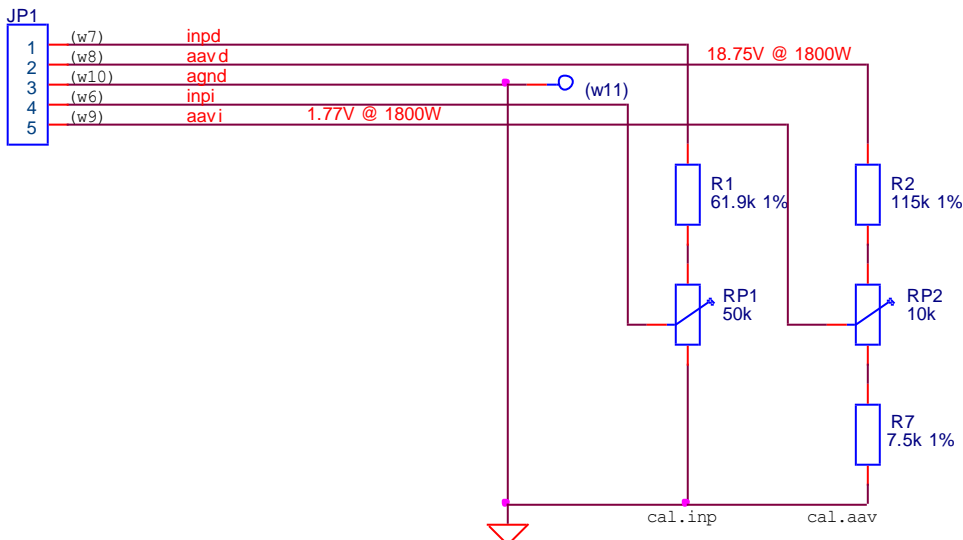 JP1
1 (w7) inpd
2 (w8) aavd 18.75V @ 1800W
3 (w10) agnd (w11)
4 (w6) inpi
5 (w9) aavi 1.77V @ 1800W
R1 R2
61.9k 1% 115k 1%
RP1 RP2
50k 10k
R7
7.5k 1%
cal.inp cal.aav